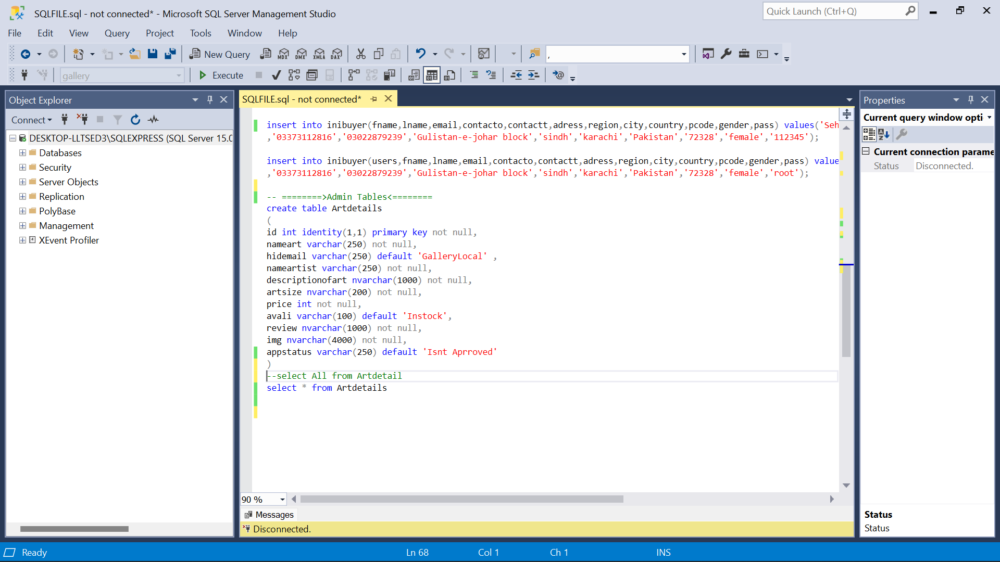 SQLFILE.sql - not connected* - Microsoft SQL Server Management Studio
Quick Launch (Ctrl+Q)
File Edit View Query Project Tools Window Help
New Query MDX DMX XMLA DAX ,
gallery Execute
Object Explorer
Connect
DESKTOP-LLTSED3\SQLEXPRESS (SQL Server 15.0
Databases
Security
Server Objects
Replication
PolyBase
Management
XEvent Profiler
SQLFILE.sql - not connected*
insert into inibuyer(fname,lname,email,contacto,contactt,adress,region,city,country,pcode,gender,pass) values('Seh
,'03373112816','03022879239','Gulistan-e-johar block','sindh','karachi','Pakistan','72328','female','112345');
insert into inibuyer(users,fname,lname,email,contacto,contactt,adress,region,city,country,pcode,gender,pass) value
,'03373112816','03022879239','Gulistan-e-johar block','sindh','karachi','Pakistan','72328','female','root');
-- ========>Admin Tables<========
create table Artdetails
(
id int identity(1,1) primary key not null,
nameart varchar(250) not null,
hidemail varchar(250) default 'GalleryLocal' ,
nameartist varchar(250) not null,
descriptionofart nvarchar(1000) not null,
artsize nvarchar(200) not null,
price int not null,
avali varchar(100) default 'Instock',
review nvarchar(1000) not null,
img nvarchar(4000) not null,
appstatus varchar(250) default 'Isnt Aprroved'
)
--select All from Artdetail
select * from Artdetails
90 %
Messages
Disconnected.
Properties
Current query window opti
Current connection parame
Status Disconnected.
Status
Status
Ready Ln 68 Col 1 Ch 1 INS